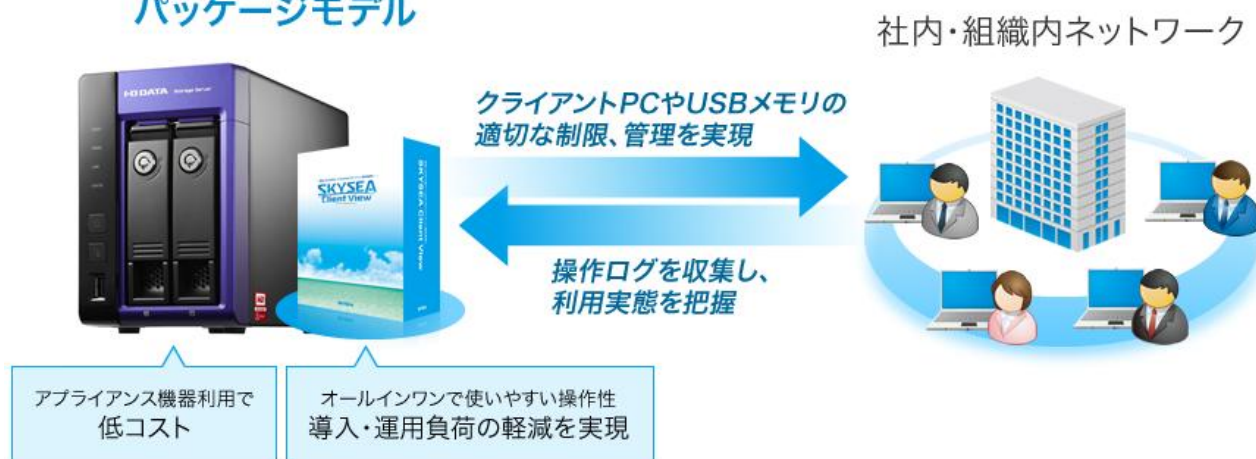 パッケージモデル
社内・組織内ネットワーク
I-O DATA
クライアントPCやUSBメモリの
適切な制限、管理を実現
SKYSEA
Client View
SKYSEA Client View
操作ログを収集し、
利用実態を把握
アプライアンス機器利用で
低コスト
オールインワンで使いやすい操作性
導入・運用負荷の軽減を実現